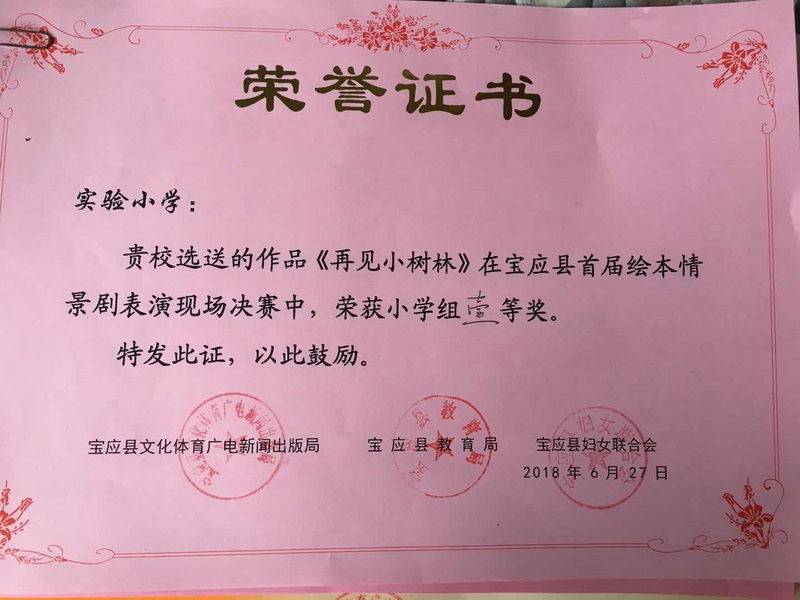 荣誉证书
实验小学：
贵校选送的作品《再见小树林》在宝应县首届绘本情
景剧表演现场决赛中，荣获小学组壹等奖。
特发此证，以此鼓励。
宝应县文化体育广电新闻出版局 宝应县教育局 宝应县妇女联合会
2018年6月27日